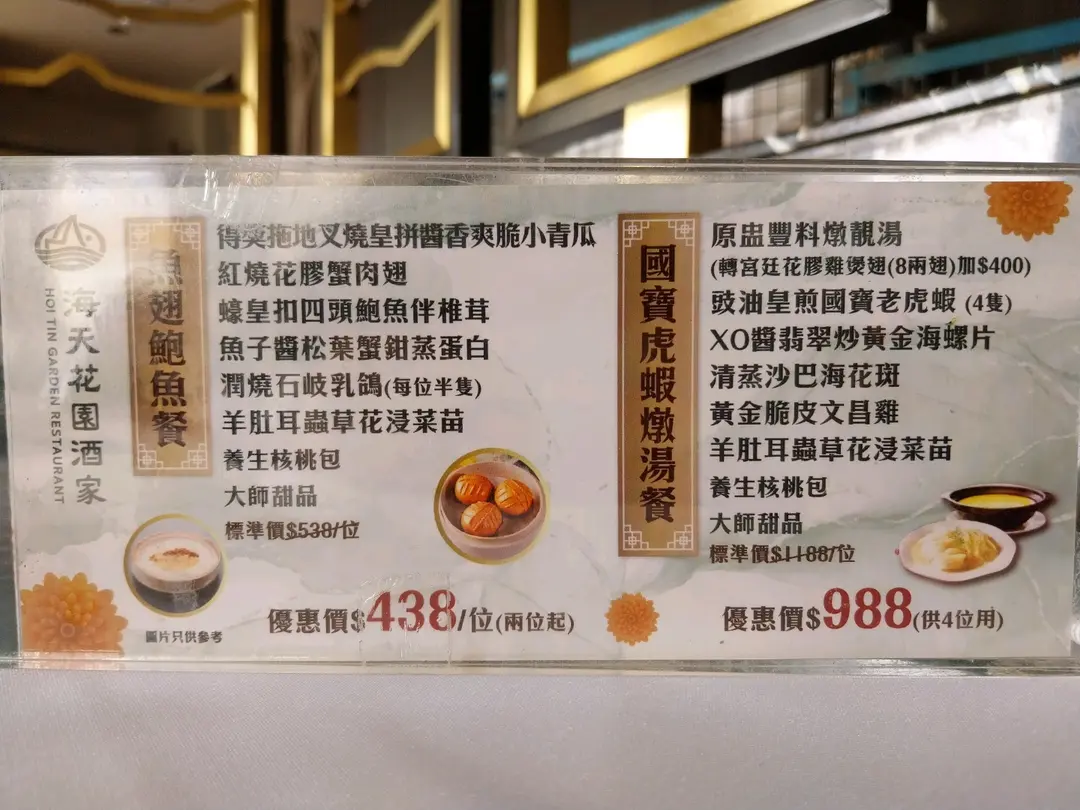 海天花園酒家
HOI TIN GARDEN RESTAURANT
魚翅鮑魚餐
得獎拖地叉燒皇拼醬香爽脆小青瓜
紅燒花膠蟹肉翅
蠔皇扣四頭鮑魚伴椎茸
魚子醬松葉蟹鉗蒸蛋白
潤燒石岐乳鴿(每位半隻)
羊肚耳蟲草花浸菜苗
養生核桃包
大師甜品
標準價$538/位
優惠價$438/位(兩位起)
圖片只供參考
國寶虎蝦燉湯餐
原盅豐料燉靚湯
(轉宮廷花膠雞煲翅(8兩翅)加$400)
豉油皇煎國寶老虎蝦 (4隻)
XO醬翡翠炒黃金海螺片
清蒸沙巴海花斑
黃金脆皮文昌雞
羊肚耳蟲草花浸菜苗
養生核桃包
大師甜品
標準價$1188/位
優惠價$988(供4位用)